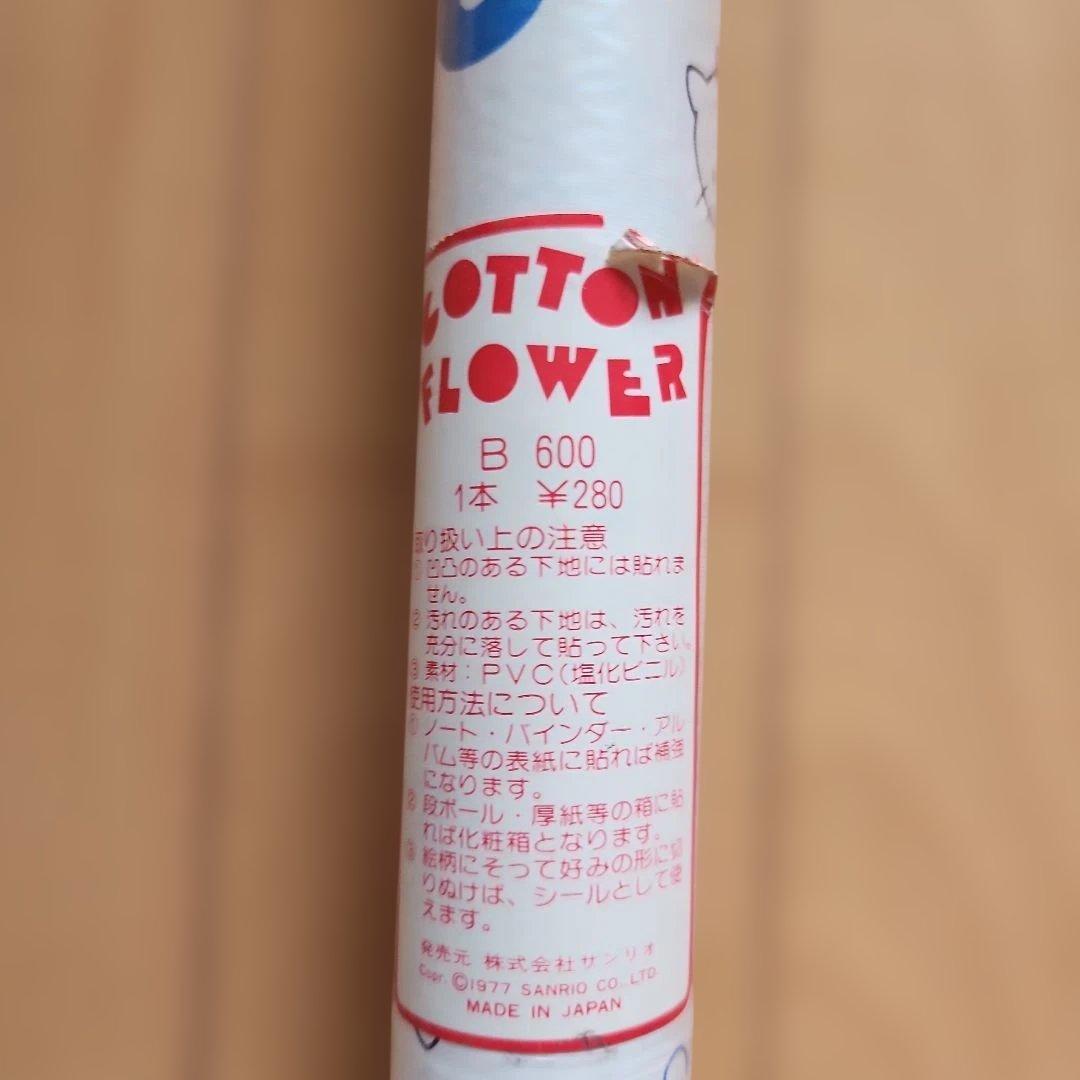 COTTON
FLOWER
B 600
1本 ¥280
取り扱い上の注意
① 凹凸のある下地には貼れま
せん。
② 汚れのある下地は、汚れを
充分に落して貼って下さい。
③ 素材：PVC(塩化ビニル)
使用方法について
① ノート・バインダー・アル
バム等の表紙に貼れば補強
になります。
② 段ボール・厚紙等の箱に貼
れば化粧箱となります。
③ 絵柄にそって好みの形に切
りぬけば、シールとして使
えます。
発売元 株式会社サンリオ
Copr. ©1977 SANRIO CO., LTD.
MADE IN JAPAN